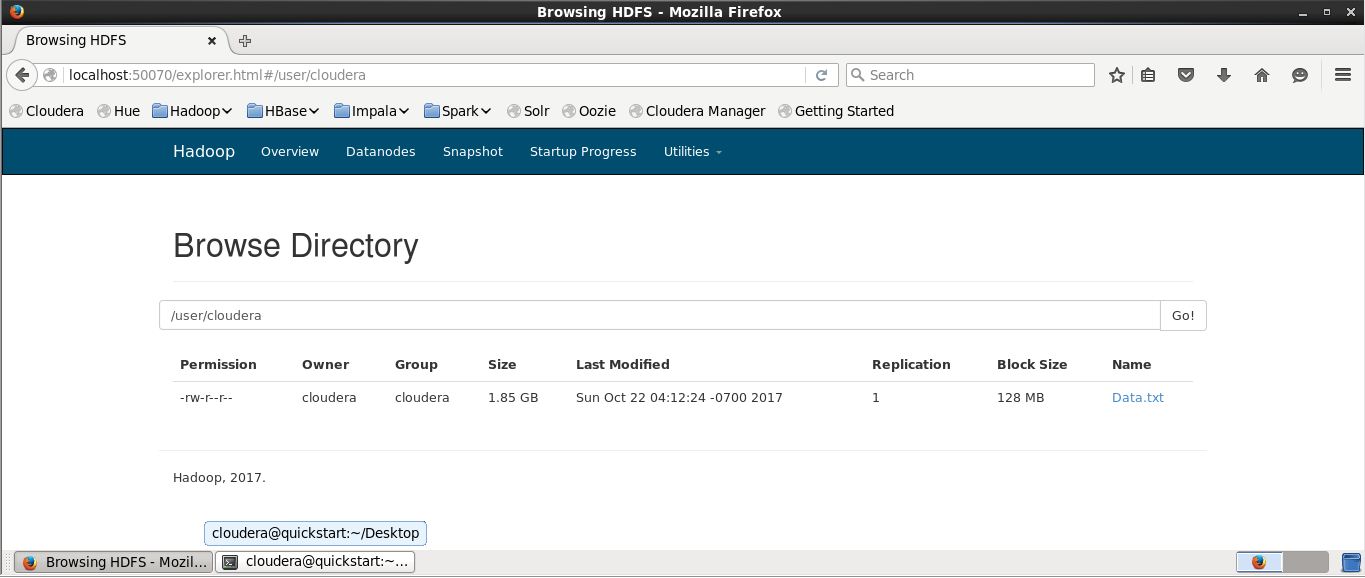 Browsing HDFS - Mozilla Firefox
Browsing HDFS
localhost:50070/explorer.html#/user/cloudera
Search
Cloudera Hue Hadoop HBase Impala Spark Solr Oozie Cloudera Manager Getting Started
Hadoop Overview Datanodes Snapshot Startup Progress Utilities
Browse Directory
/user/cloudera Go!
Permission Owner Group Size Last Modified Replication Block Size Name
-rw-r--r-- cloudera cloudera 1.85 GB Sun Oct 22 04:12:24 -0700 2017 1 128 MB Data.txt
Hadoop, 2017.
cloudera@quickstart:~/Desktop
Browsing HDFS - Mozil... cloudera@quickstart:~...